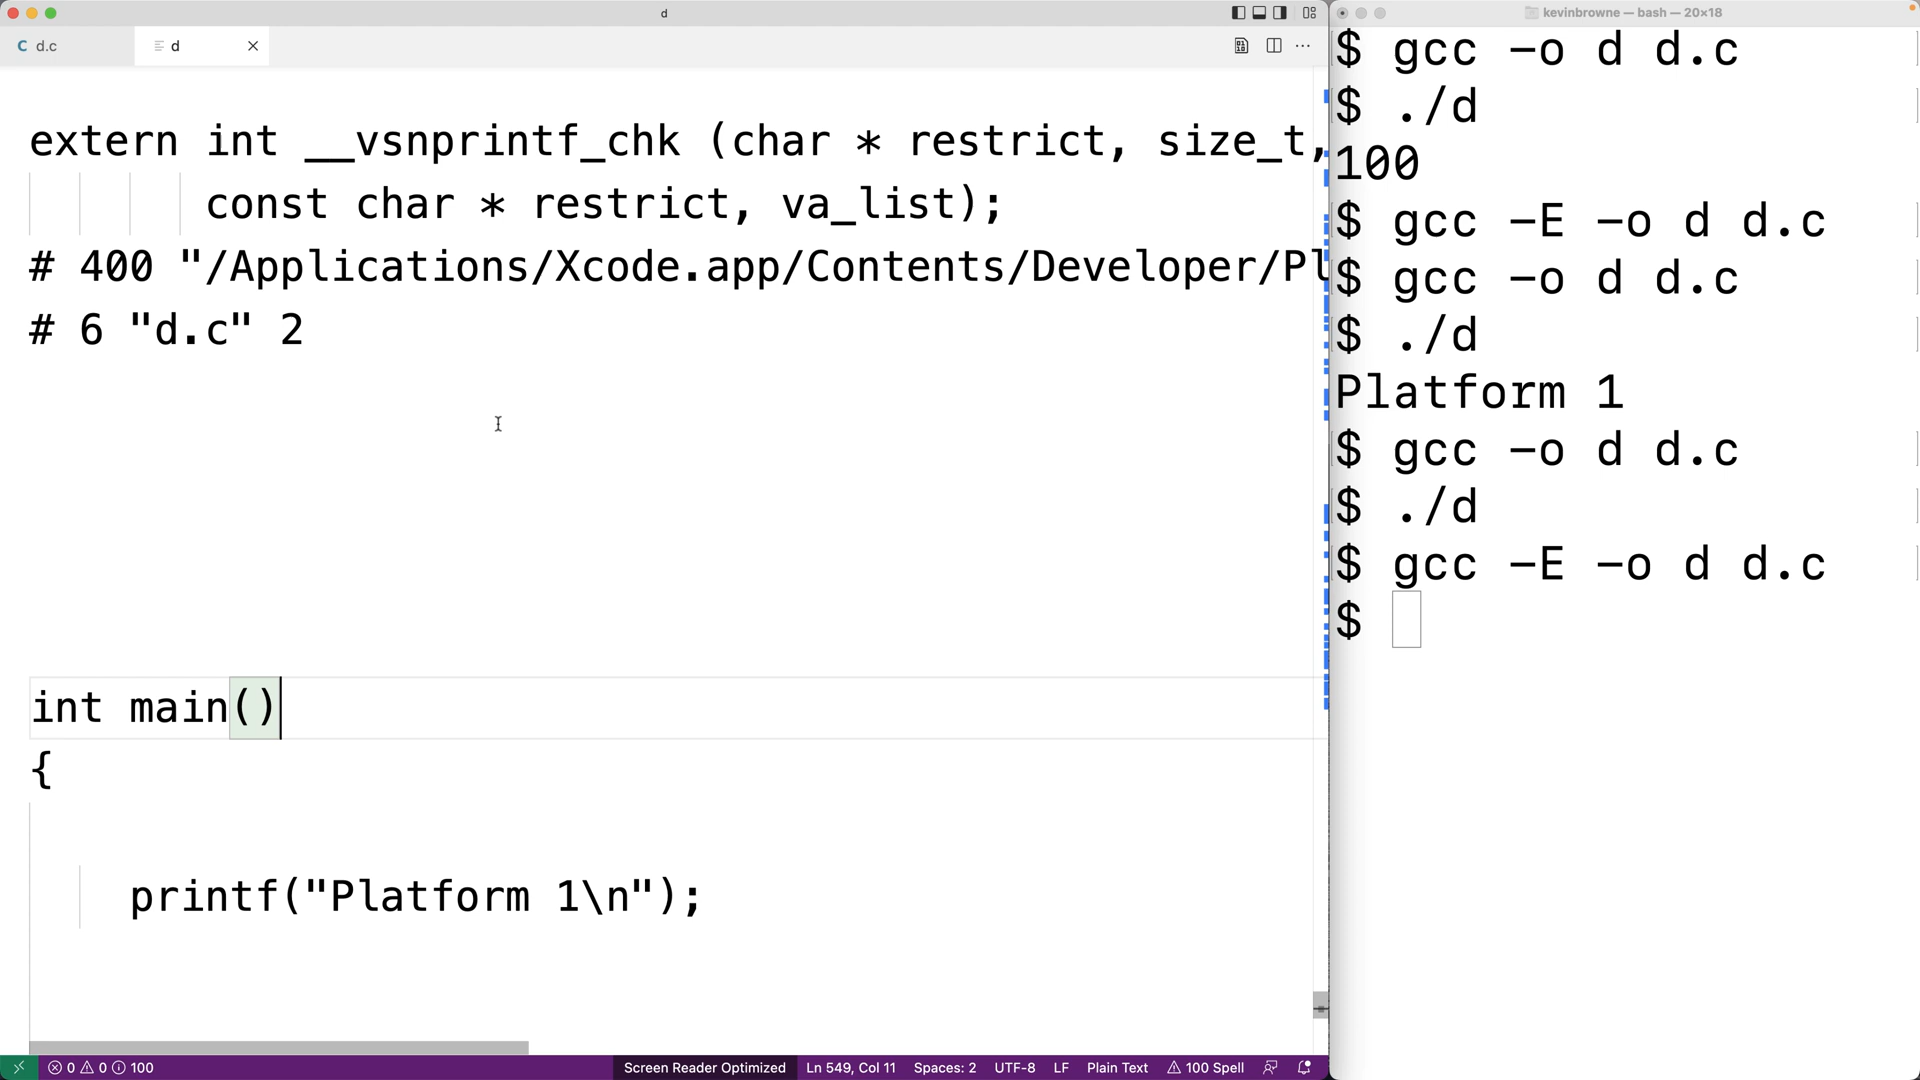 d
C d.c
d
extern int __vsnprintf_chk (char * restrict, size_t,
const char * restrict, va_list);
# 400 "/Applications/Xcode.app/Contents/Developer/Pl
# 6 "d.c" 2
int main()
{
printf("Platform 1\n");
0 0 100
Screen Reader Optimized
Ln 549, Col 11
Spaces: 2
UTF-8
LF
Plain Text
100 Spell
kevinbrowne — bash — 20×18
$ gcc -o d d.c
$ ./d
100
$ gcc -E -o d d.c
$ gcc -o d d.c
$ ./d
Platform 1
$ gcc -o d d.c
$ ./d
$ gcc -E -o d d.c
$